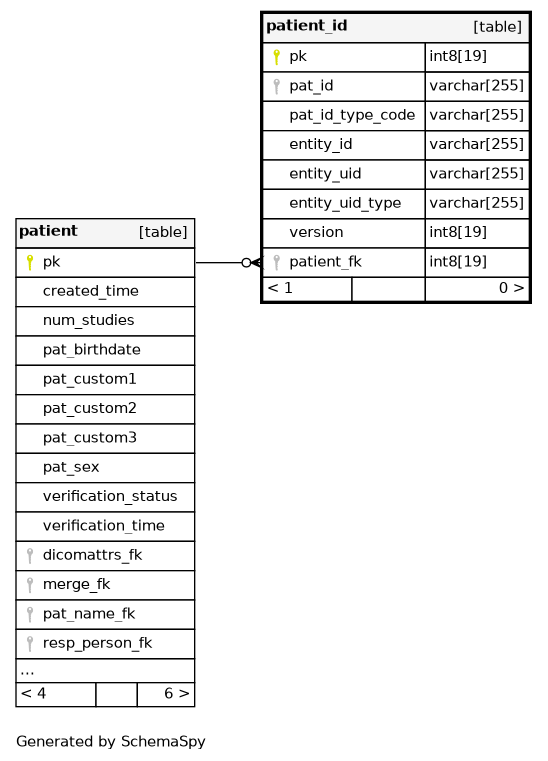 patient_id [table]
pk int8[19]
pat_id varchar[255]
pat_id_type_code varchar[255]
entity_id varchar[255]
entity_uid varchar[255]
entity_uid_type varchar[255]
version int8[19]
patient_fk int8[19]
< 1 0 >
patient [table]
pk
created_time
num_studies
pat_birthdate
pat_custom1
pat_custom2
pat_custom3
pat_sex
verification_status
verification_time
dicomattrs_fk
merge_fk
pat_name_fk
resp_person_fk
...
< 4 6 >
Generated by SchemaSpy